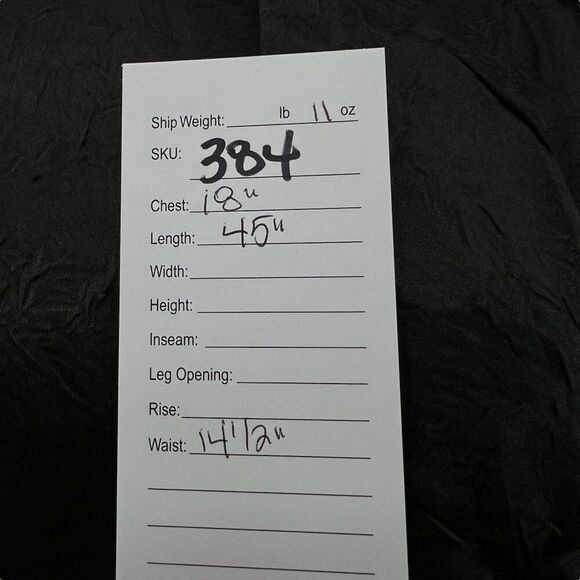 Ship Weight: lb 11 oz
SKU: 384
Chest: 18"
Length: 45"
Width:
Height:
Inseam:
Leg Opening:
Rise:
Waist: 14 1/2"